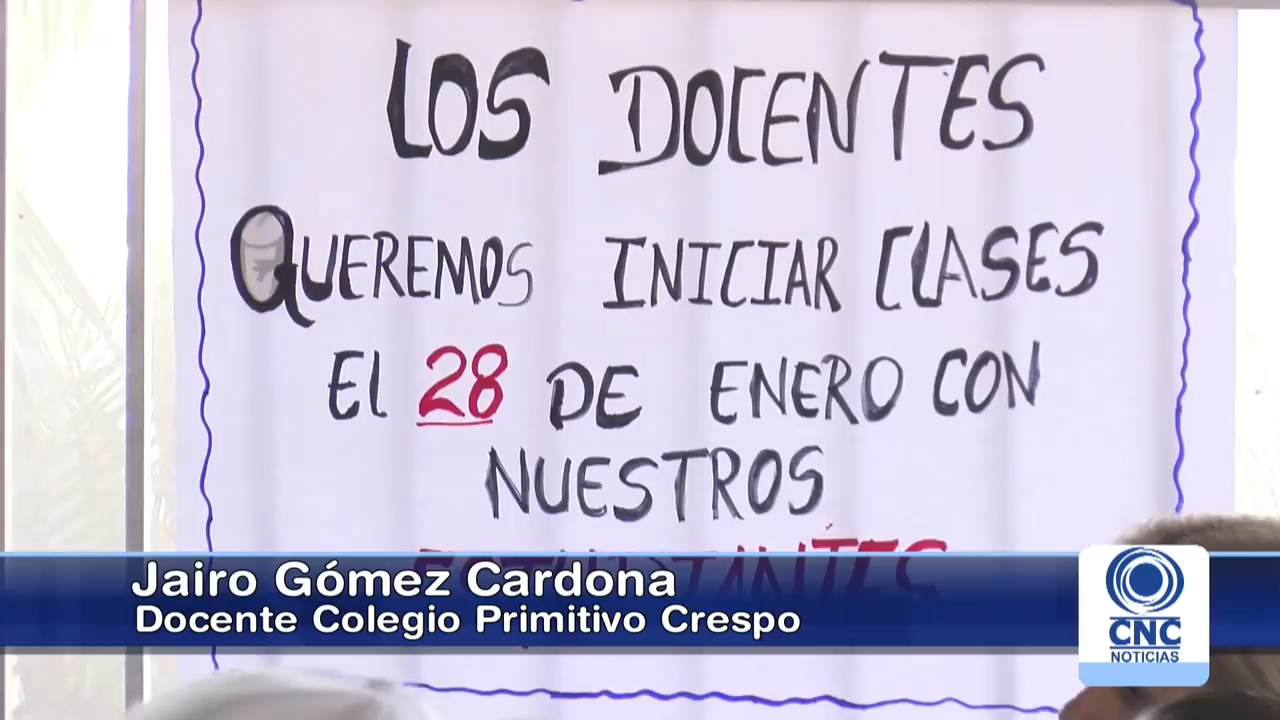 LOS DOCENTES
QUEREMOS INICIAR CLASES
El 28 DE ENERO CON
NUESTROS
ESTUDIANTES
Jairo Gómez Cardona
Docente Colegio Primitivo Crespo
CNC
NOTICIAS